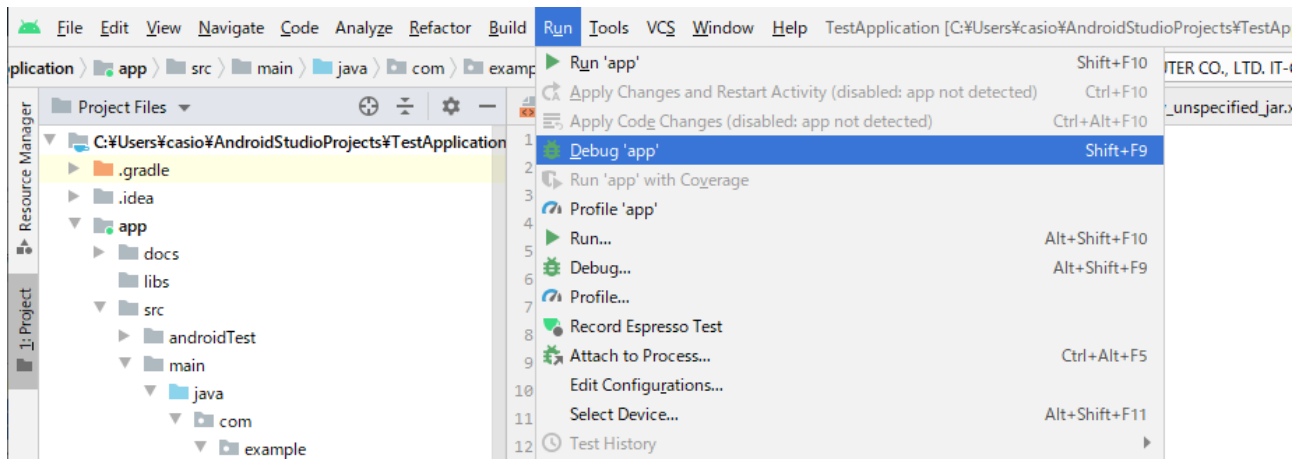 File Edit View Navigate Code Analyze Refactor Build Run Tools VCS Window Help TestApplication [C:¥Users¥casio¥AndroidStudioProjects¥TestAp
plication app src main java com examp
TER CO., LTD. IT-
Project Files
_unspecified_jar.x
Resource Manager
1: Project
C:¥Users¥casio¥AndroidStudioProjects¥TestApplication
.gradle
.idea
app
docs
libs
src
androidTest
main
java
com
example
1
2
3
4
5
6
7
8
9
10
11
12
Run 'app' Shift+F10
Apply Changes and Restart Activity (disabled: app not detected) Ctrl+F10
Apply Code Changes (disabled: app not detected) Ctrl+Alt+F10
Debug 'app' Shift+F9
Run 'app' with Coverage
Profile 'app'
Run... Alt+Shift+F10
Debug... Alt+Shift+F9
Profile...
Record Espresso Test
Attach to Process... Ctrl+Alt+F5
Edit Configurations...
Select Device... Alt+Shift+F11
Test History